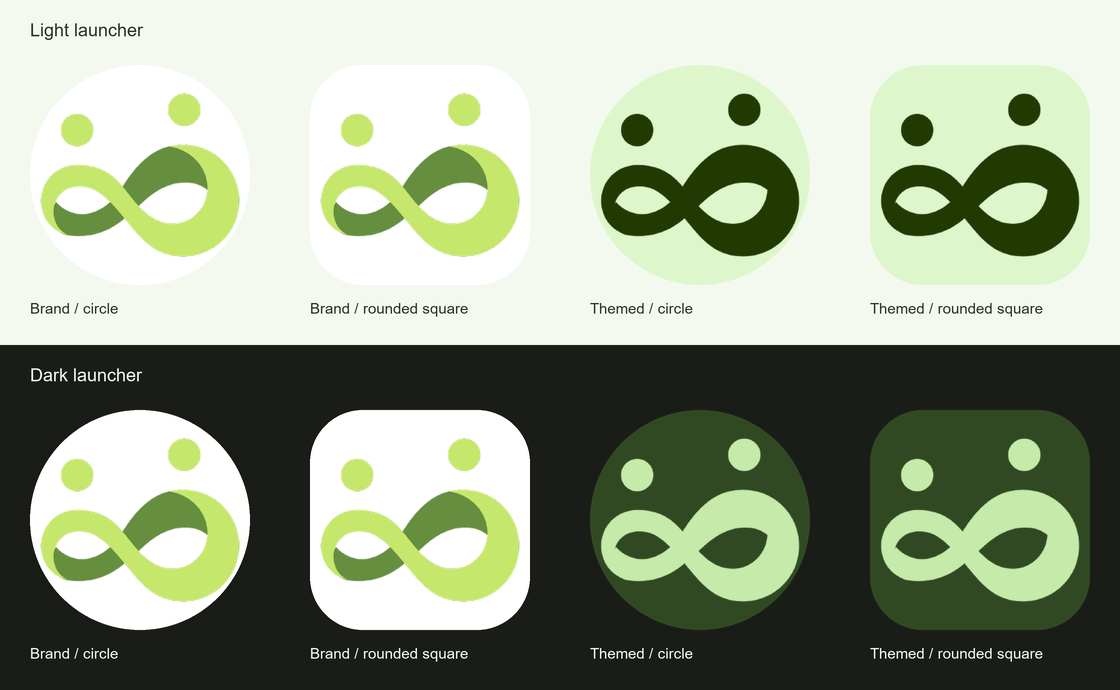 Light launcher
Brand / circle
Brand / rounded square
Themed / circle
Themed / rounded square
Dark launcher
Brand / circle
Brand / rounded square
Themed / circle
Themed / rounded square